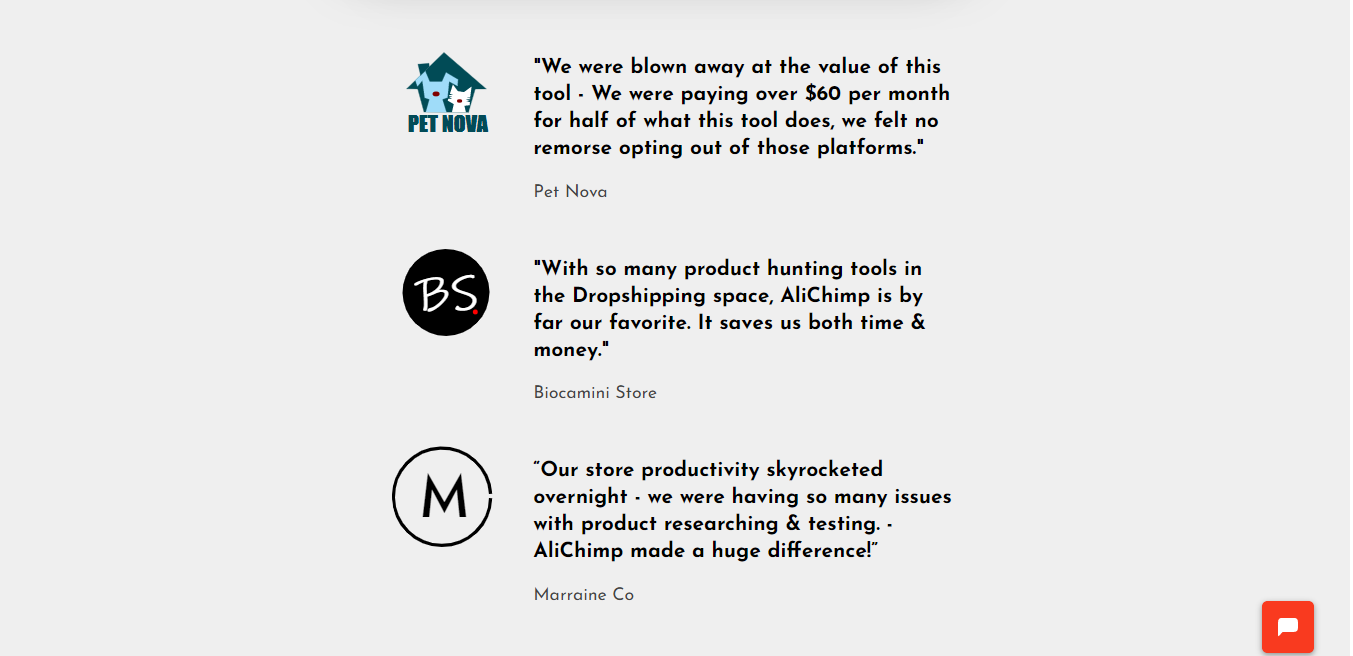 PET NOVA
"We were blown away at the value of this
tool - We were paying over $60 per month
for half of what this tool does, we felt no
remorse opting out of those platforms."
Pet Nova
BS.
"With so many product hunting tools in
the Dropshipping space, AliChimp is by
far our favorite. It saves us both time &
money."
Biocamini Store
M
“Our store productivity skyrocketed
overnight - we were having so many issues
with product researching & testing. -
AliChimp made a huge difference!”
Marraine Co